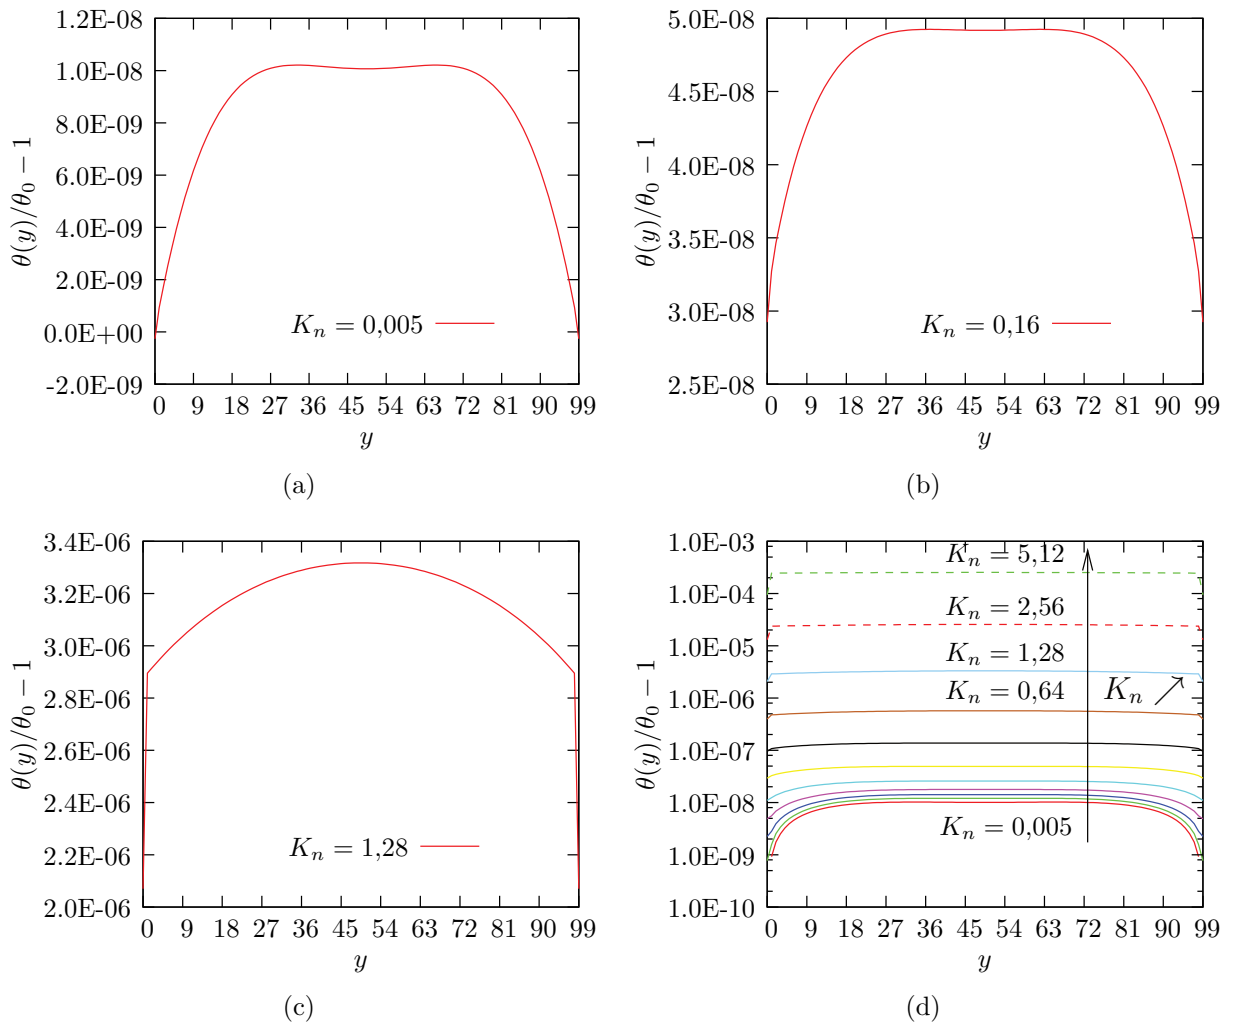 1.2E-08
1.0E-08
8.0E-09
6.0E-09
4.0E-09
2.0E-09
0.0E+00
-2.0E-09
θ(y)/θ₀ − 1
Kₙ = 0,005
0 9 18 27 36 45 54 63 72 81 90 99
y
(a)
5.0E-08
4.5E-08
4.0E-08
3.5E-08
3.0E-08
2.5E-08
θ(y)/θ₀ − 1
Kₙ = 0,16
0 9 18 27 36 45 54 63 72 81 90 99
y
(b)
3.4E-06
3.2E-06
3.0E-06
2.8E-06
2.6E-06
2.4E-06
2.2E-06
2.0E-06
θ(y)/θ₀ − 1
Kₙ = 1,28
0 9 18 27 36 45 54 63 72 81 90 99
y
(c)
1.0E-03
1.0E-04
1.0E-05
1.0E-06
1.0E-07
1.0E-08
1.0E-09
1.0E-10
θ(y)/θ₀ − 1
Kₙ = 5,12
Kₙ = 2,56
Kₙ = 1,28
Kₙ = 0,64
Kₙ ↗
Kₙ = 0,005
0 9 18 27 36 45 54 63 72 81 90 99
y
(d)